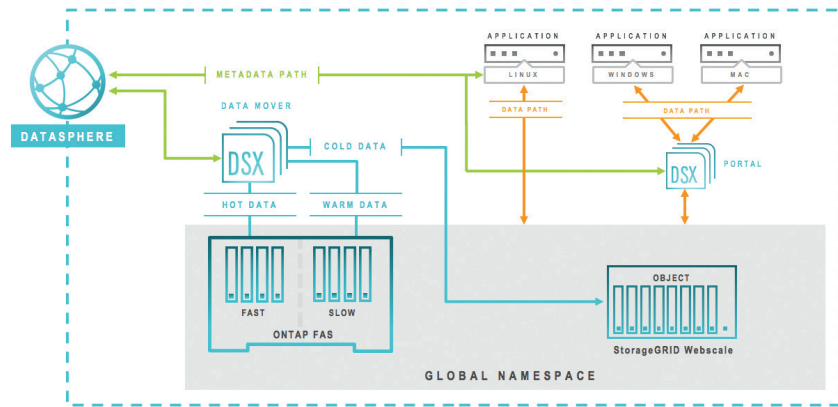 APPLICATION
APPLICATION
APPLICATION
LINUX
WINDOWS
MAC
METADATA PATH
DATA PATH
DATA PATH
DATASPHERE
DATA MOVER
DSX
COLD DATA
DSX
PORTAL
HOT DATA
WARM DATA
FAST
SLOW
ONTAP FAS
OBJECT
StorageGRID Webscale
GLOBAL NAMESPACE